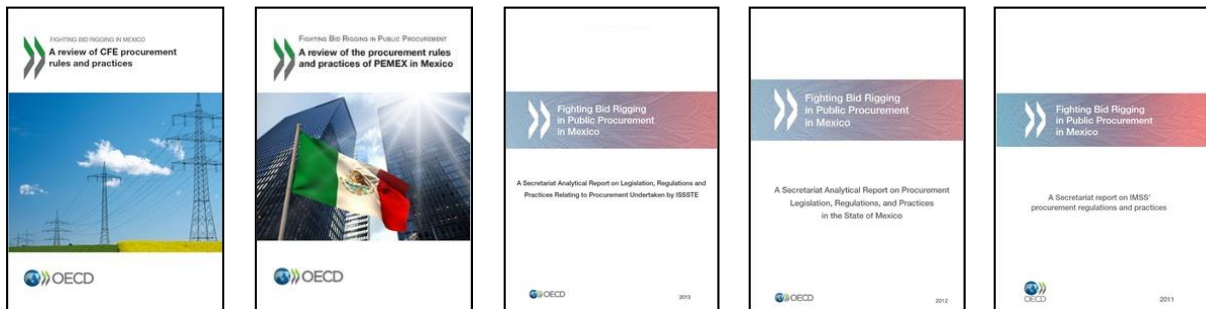 FIGHTING BID RIGGING IN MEXICO
A review of CFE procurement
rules and practices
OECD
FIGHTING BID RIGGING IN PUBLIC PROCUREMENT
A review of the procurement rules
and practices of PEMEX in Mexico
OECD
Fighting Bid Rigging
in Public Procurement
in Mexico
A Secretariat Analytical Report on Legislation, Regulations and
Practices Relating to Procurement Undertaken by ISSSTE
OECD
2013
Fighting Bid Rigging
in Public Procurement
in Mexico
A Secretariat Analytical Report on Procurement
Legislation, Regulations, and Practices
in the State of Mexico
OECD
2012
Fighting Bid Rigging
in Public Procurement
in Mexico
A Secretariat report on IMSS'
procurement regulations and practices
OECD
2011